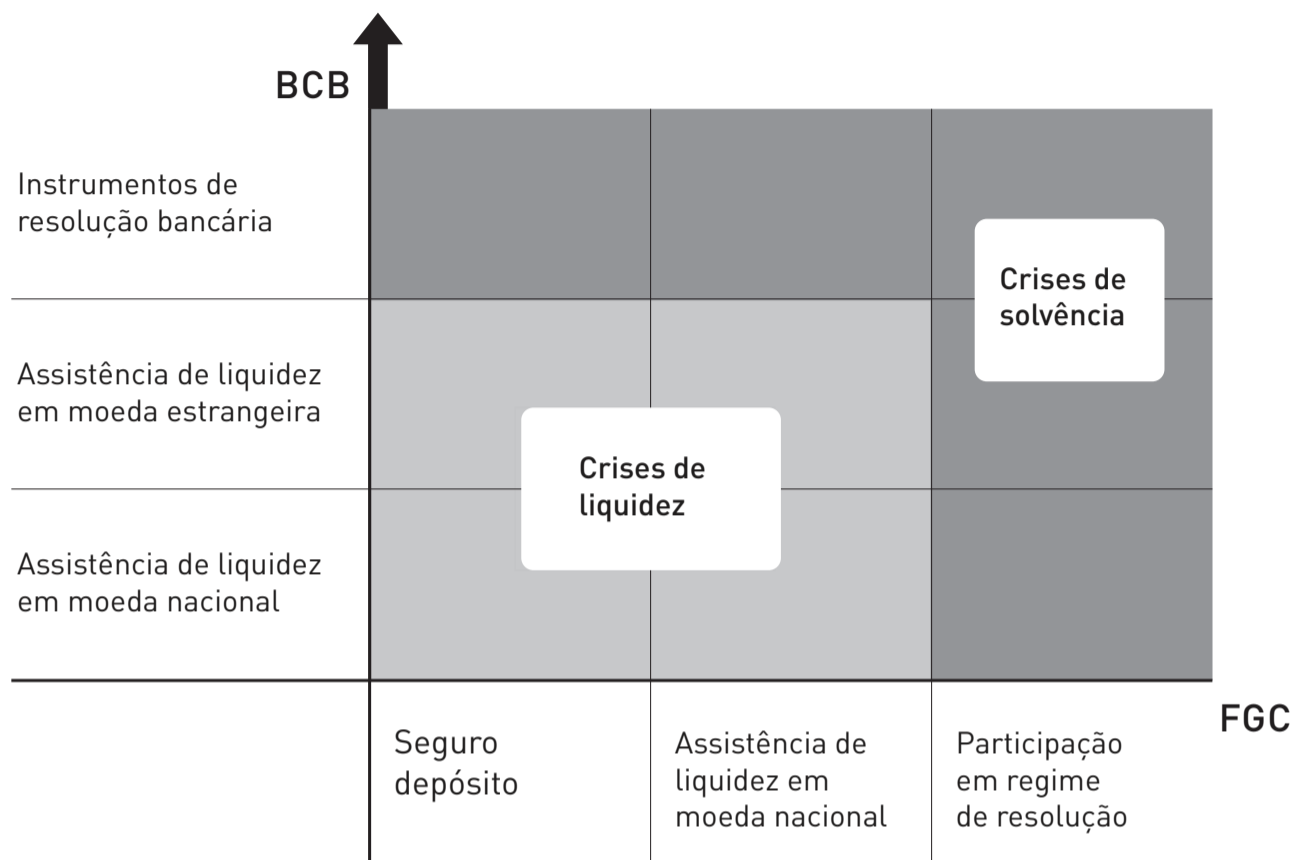 BCB
Instrumentos de
resolução bancária
Crises de
solvência
Assistência de liquidez
em moeda estrangeira
Crises de
liquidez
Assistência de liquidez
em moeda nacional
FGC
Seguro
depósito
Assistência de
liquidez em
moeda nacional
Participação
em regime
de resolução